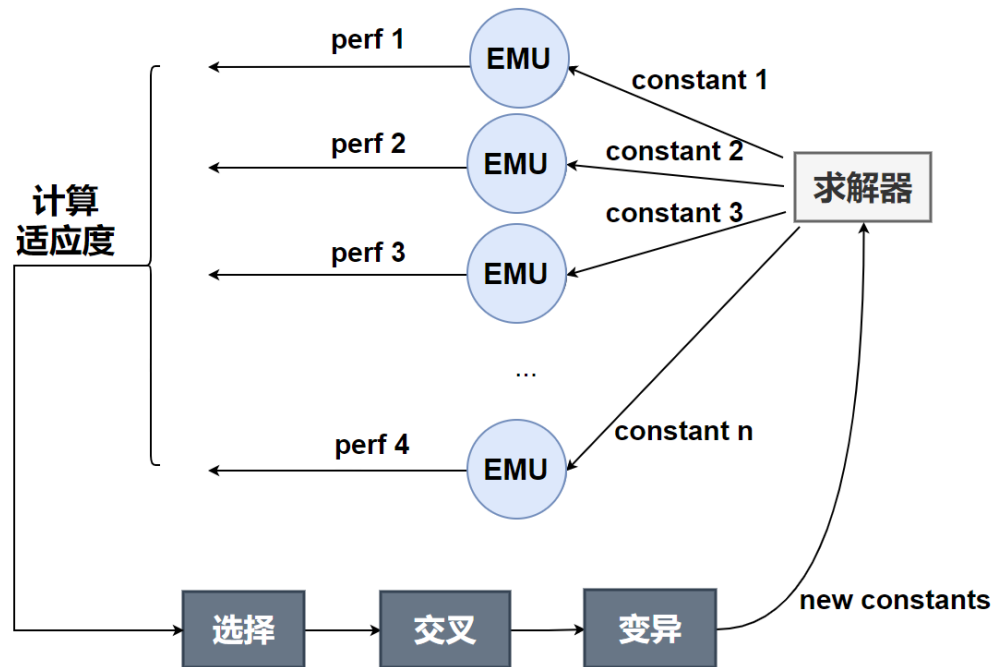 perf 1
EMU
constant 1
perf 2
EMU
constant 2
求解器
计算
适应度
perf 3
EMU
constant 3
...
perf 4
EMU
constant n
new constants
选择
交叉
变异